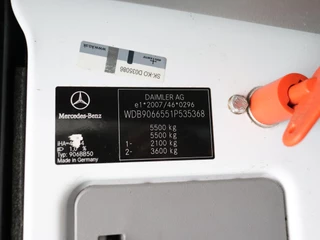 SK-KO D035086
DAIMLER AG
e1*2007/46*0296
WDB9066551P535368
Mercedes-Benz
5500 kg
5500 kg
1- 2100 kg
2- 3600 kg
Typ: 906BB50
Made in Germany